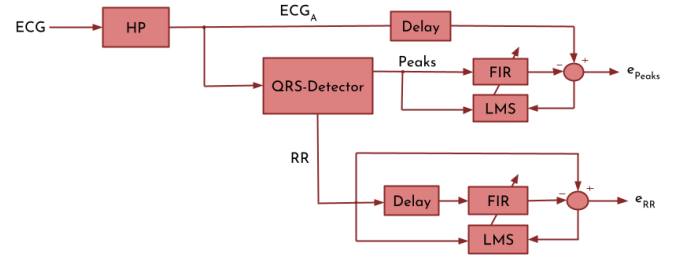 ECG
HP
ECG_A
Delay
QRS-Detector
Peaks
FIR
LMS
− +
e_Peaks
RR
Delay
FIR
LMS
− +
e_RR